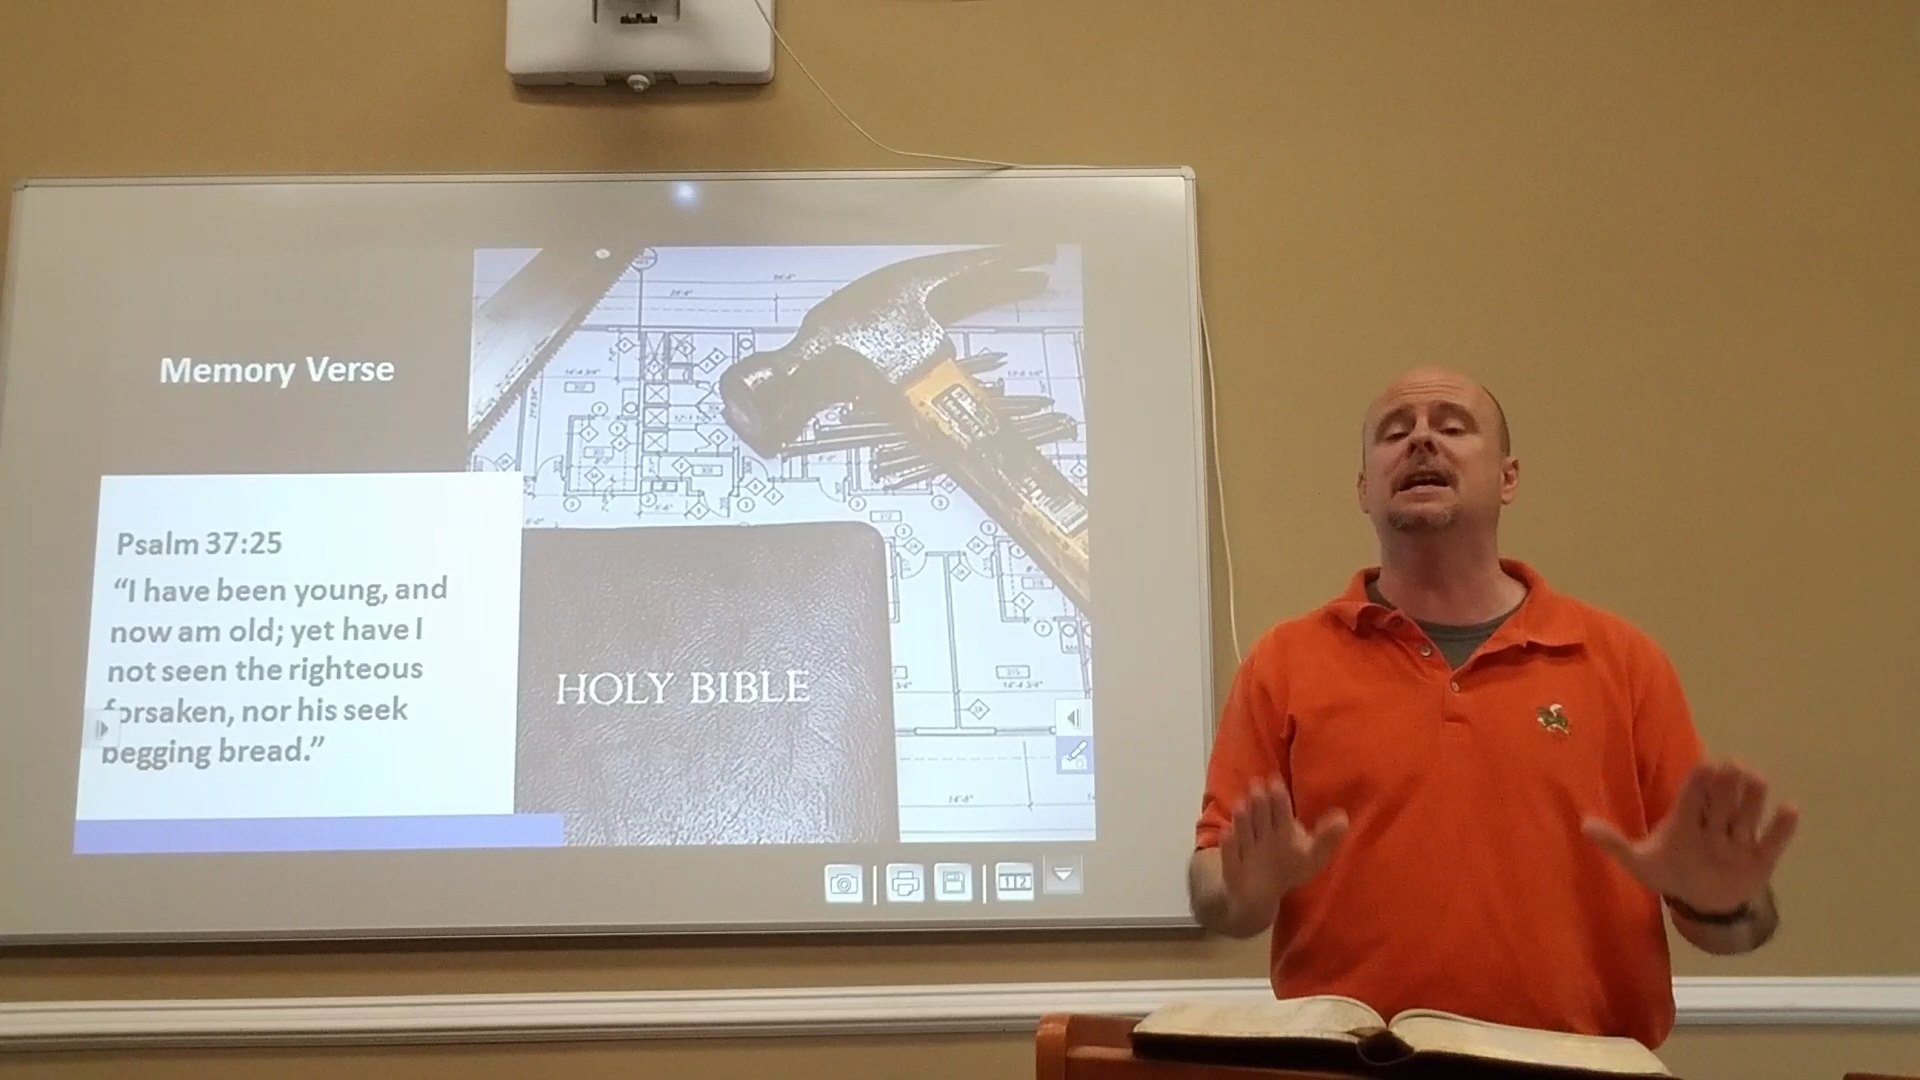 Memory Verse
Psalm 37:25
“I have been young, and
now am old; yet have I
not seen the righteous
forsaken, nor his seek
begging bread.”
HOLY BIBLE